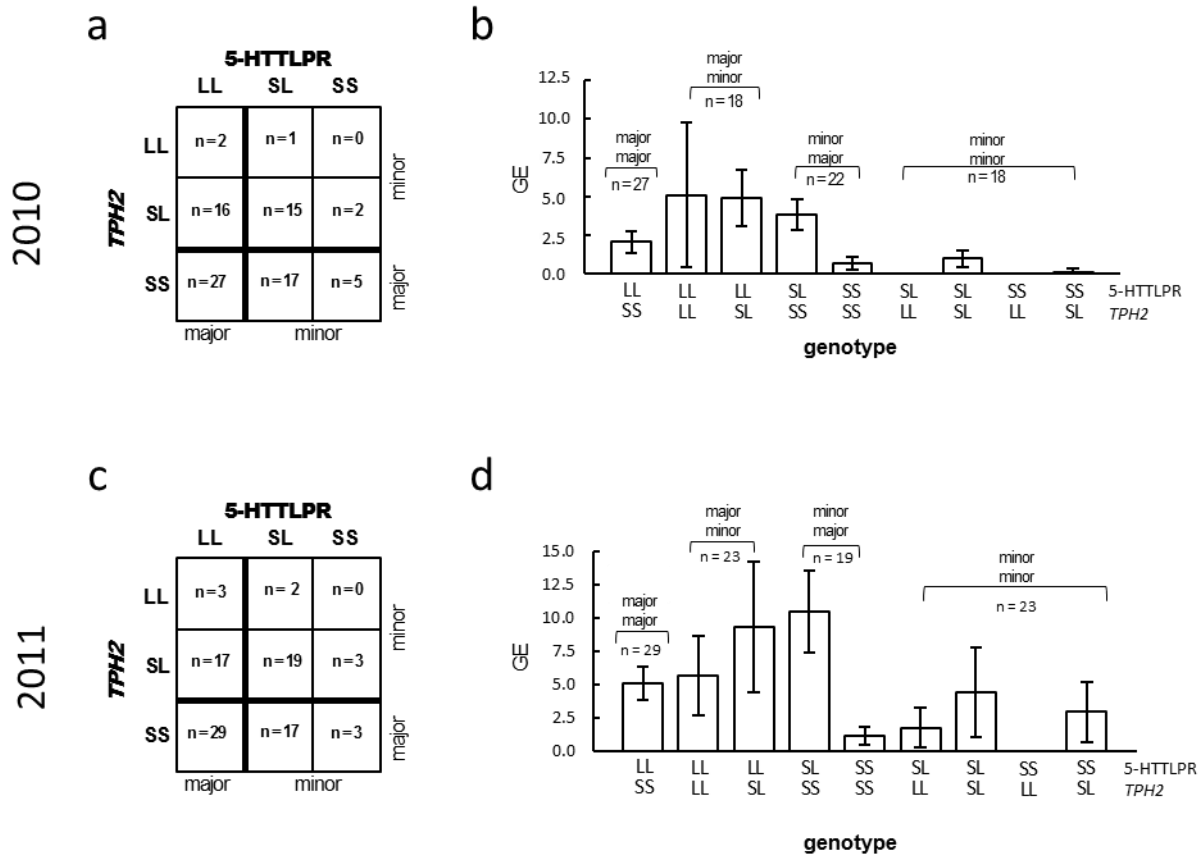 2010
a
5-HTTLPR
LL SL SS
TPH2
LL n=2 n=1 n=0
SL n=16 n=15 n=2
SS n=27 n=17 n=5
minor
major
major minor
b
GE
12.5
10.0
7.5
5.0
2.5
0.0
major
major
n=27
major
minor
n=18
minor
major
n=22
minor
minor
n=18
LL LL LL SL SS SL SL SS SS 5-HTTLPR
SS LL SL SS SS LL SL LL SL TPH2
genotype
2011
c
5-HTTLPR
LL SL SS
TPH2
LL n=3 n=2 n=0
SL n=17 n=19 n=3
SS n=29 n=17 n=3
minor
major
major minor
d
GE
15.0
12.5
10.0
7.5
5.0
2.5
0.0
major
major
n=29
major
minor
n=23
minor
major
n=19
minor
minor
n=23
LL LL LL SL SS SL SL SS SS 5-HTTLPR
SS LL SL SS SS LL SL LL SL TPH2
genotype